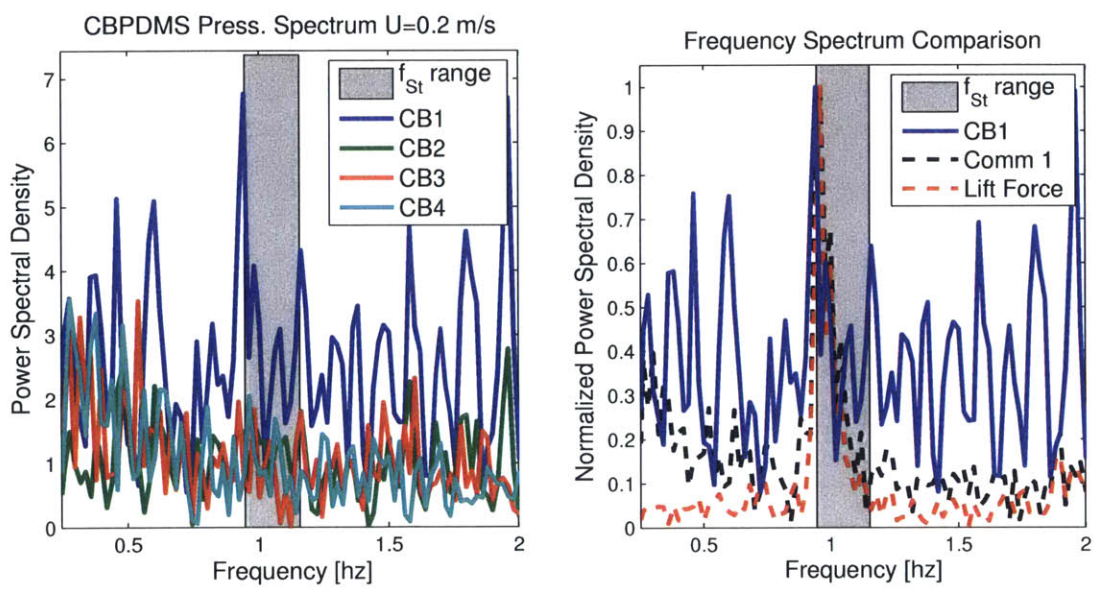 CBPDMS Press. Spectrum U=0.2 m/s
Power Spectral Density
7
6
5
4
3
2
1
0
0.5
1
1.5
2
Frequency [hz]
f_St range
CB1
CB2
CB3
CB4
Frequency Spectrum Comparison
Normalized Power Spectral Density
1
0.9
0.8
0.7
0.6
0.5
0.4
0.3
0.2
0.1
0
0.5
1
1.5
2
Frequency [hz]
f_St range
CB1
Comm 1
Lift Force